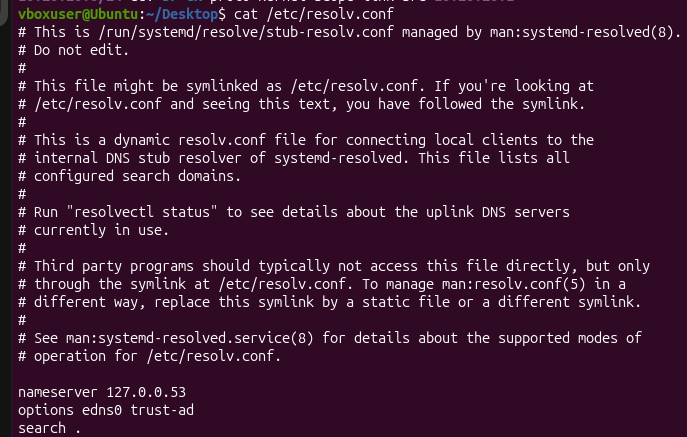 vboxuser@Ubuntu:~/Desktop$ cat /etc/resolv.conf
# This is /run/systemd/resolve/stub-resolv.conf managed by man:systemd-resolved(8).
# Do not edit.
#
# This file might be symlinked as /etc/resolv.conf. If you're looking at
# /etc/resolv.conf and seeing this text, you have followed the symlink.
#
# This is a dynamic resolv.conf file for connecting local clients to the
# internal DNS stub resolver of systemd-resolved. This file lists all
# configured search domains.
#
# Run "resolvectl status" to see details about the uplink DNS servers
# currently in use.
#
# Third party programs should typically not access this file directly, but only
# through the symlink at /etc/resolv.conf. To manage man:resolv.conf(5) in a
# different way, replace this symlink by a static file or a different symlink.
#
# See man:systemd-resolved.service(8) for details about the supported modes of
# operation for /etc/resolv.conf.

nameserver 127.0.0.53
options edns0 trust-ad
search .